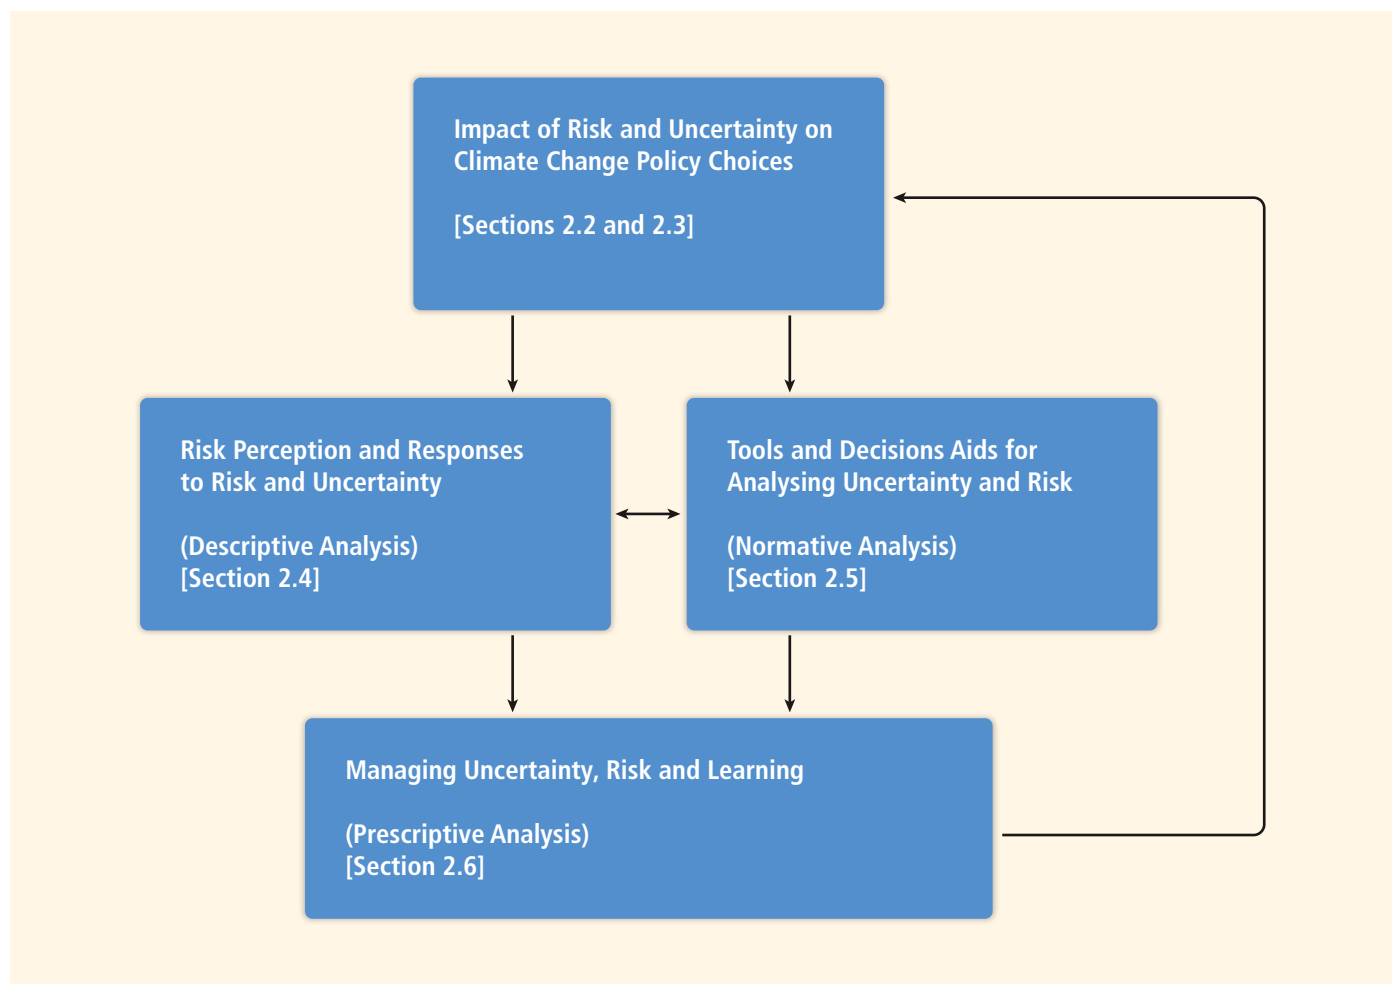 Impact of Risk and Uncertainty on
Climate Change Policy Choices
[Sections 2.2 and 2.3]
Risk Perception and Responses
to Risk and Uncertainty
(Descriptive Analysis)
[Section 2.4]
Tools and Decisions Aids for
Analysing Uncertainty and Risk
(Normative Analysis)
[Section 2.5]
Managing Uncertainty, Risk and Learning
(Prescriptive Analysis)
[Section 2.6]